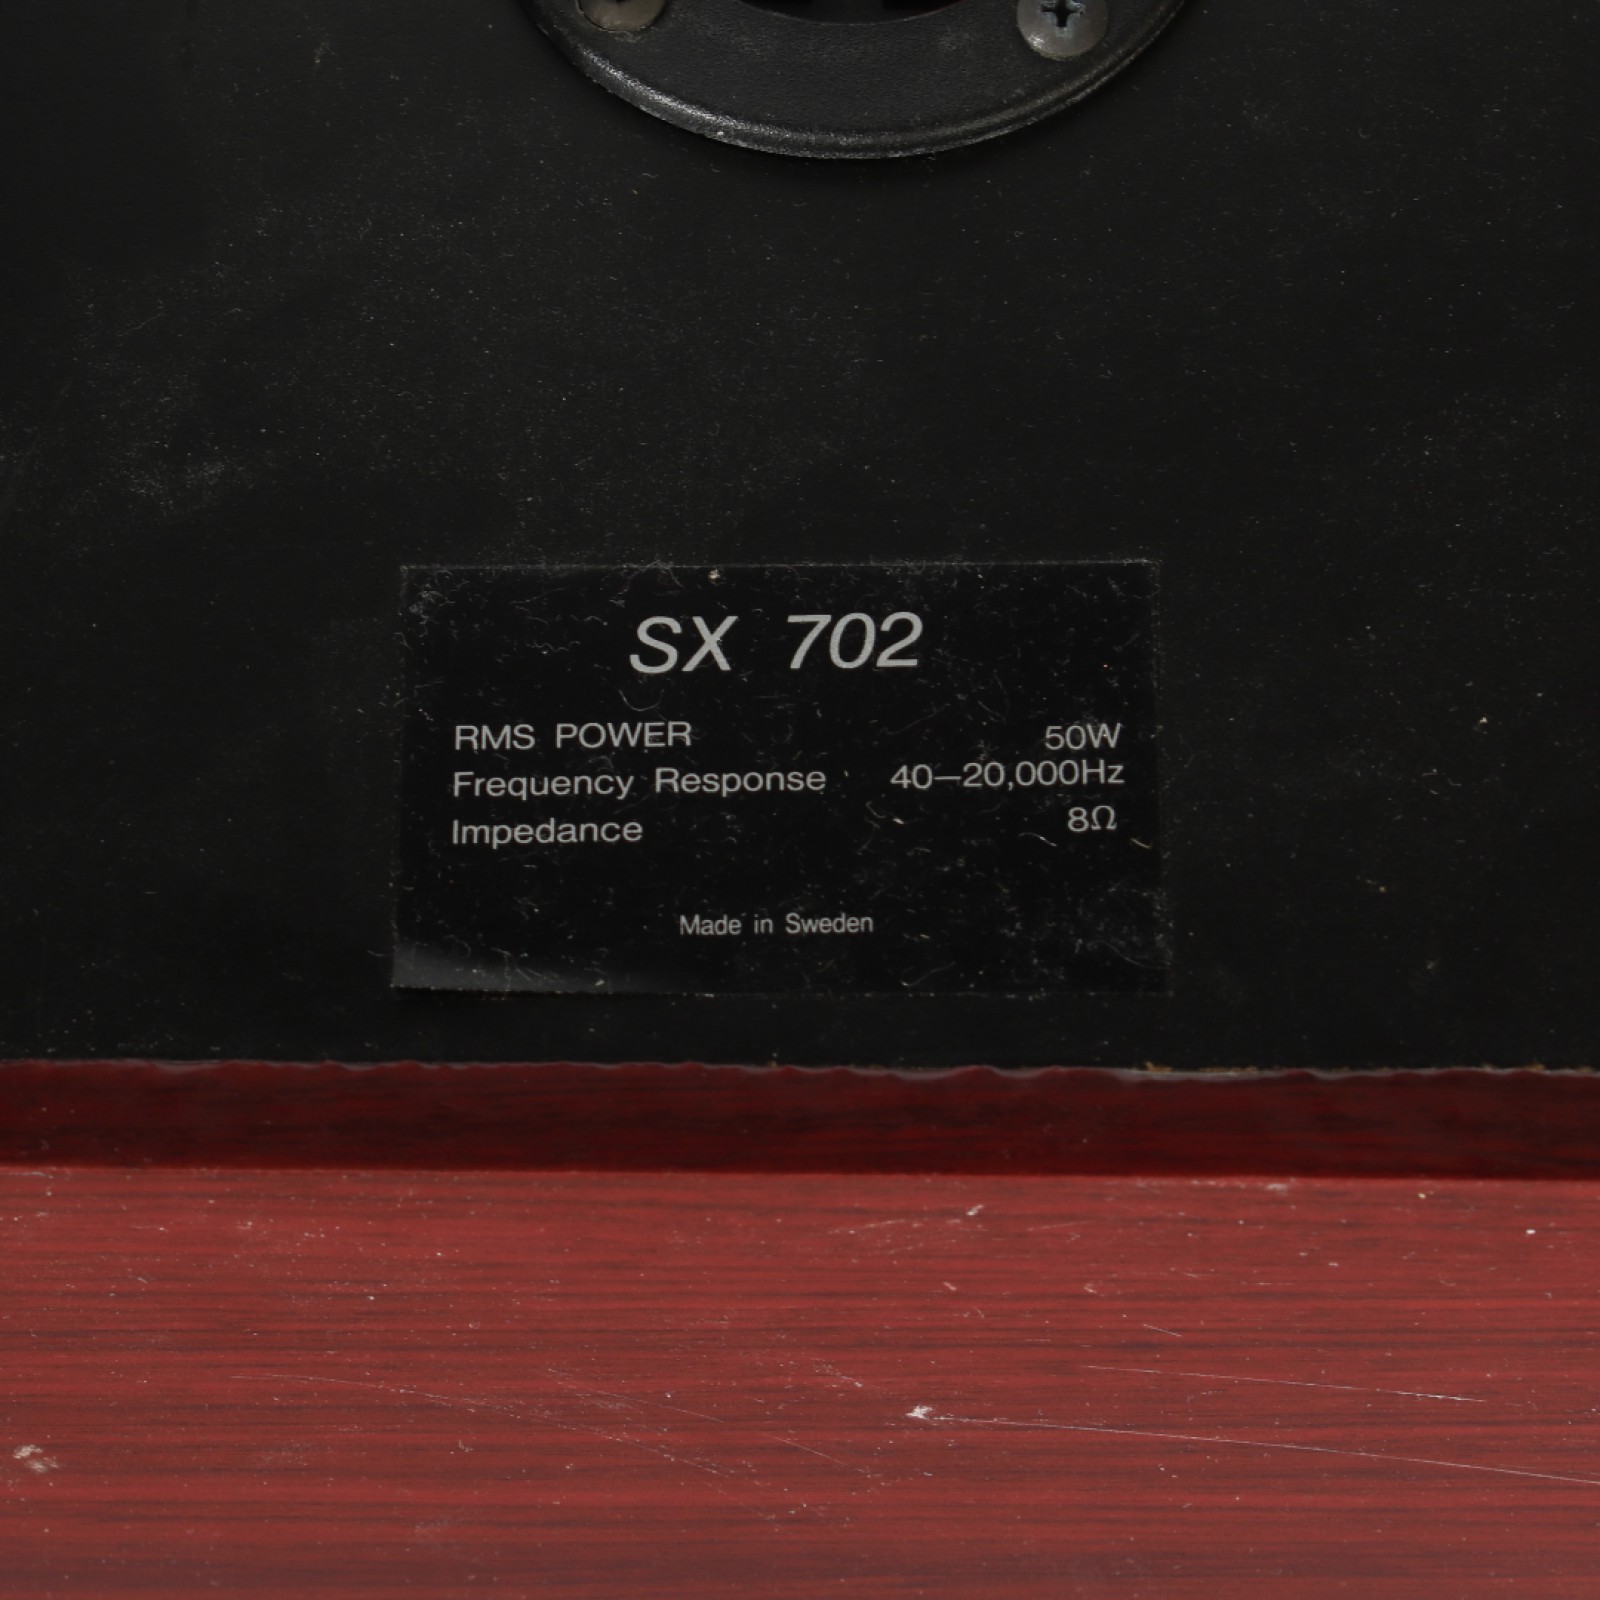 SX 702
RMS POWER 50W
Frequency Response 40–20,000Hz
Impedance 8Ω
Made in Sweden